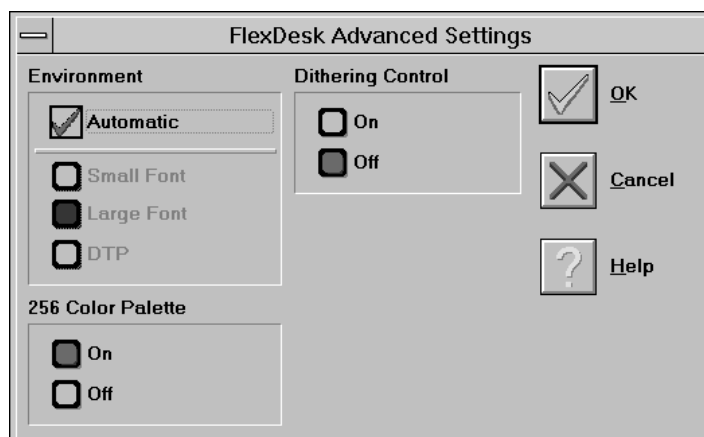 FlexDesk Advanced Settings
Environment
Automatic
Small Font
Large Font
DTP
256 Color Palette
On
Off
Dithering Control
On
Off
OK
Cancel
?
Help